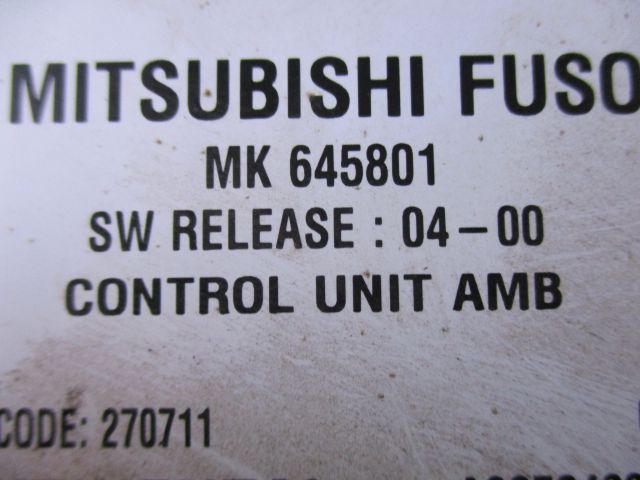 MITSUBISHI FUSO
MK 645801
SW RELEASE : 04-00
CONTROL UNIT AMB
CODE: 270711